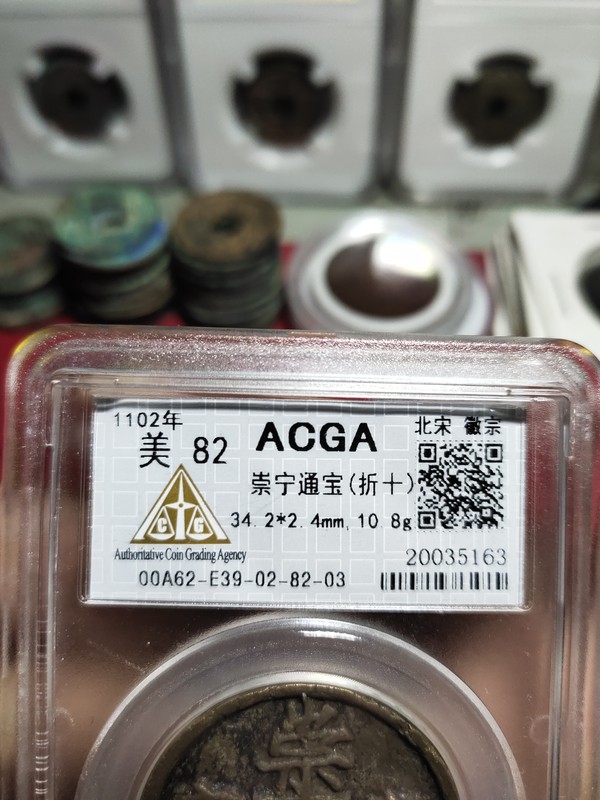 1102年
美 82
ACGA
北宋 徽宗
崇宁通宝(折十)
34.2*2.4mm, 10.8g
C G
Authoritative Coin Grading Agency
20035163
00A62-E39-02-82-03
崇